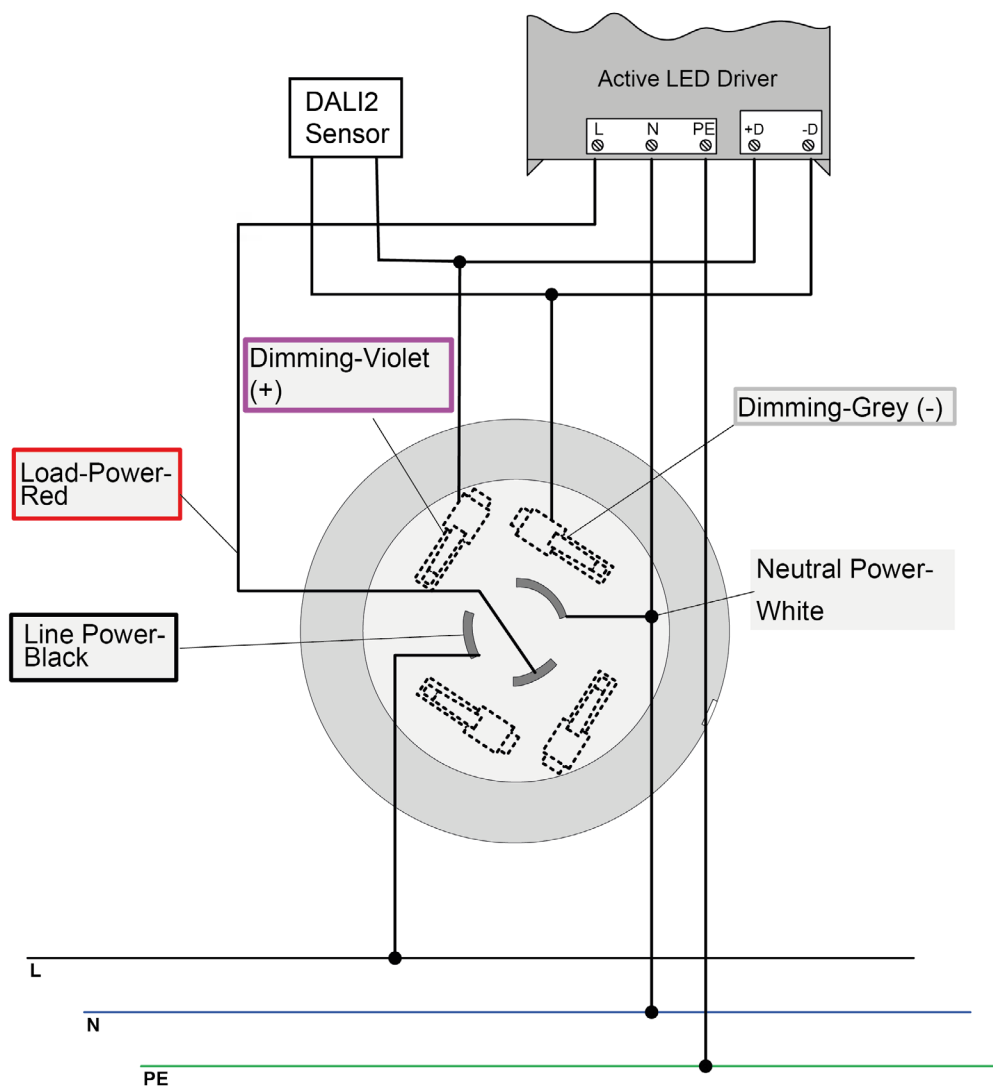 Active LED Driver
DALI2
Sensor
L N PE +D -D
Dimming-Violet
(+)
Dimming-Grey (-)
Load-Power-
Red
Neutral Power-
White
Line Power-
Black
L
N
PE